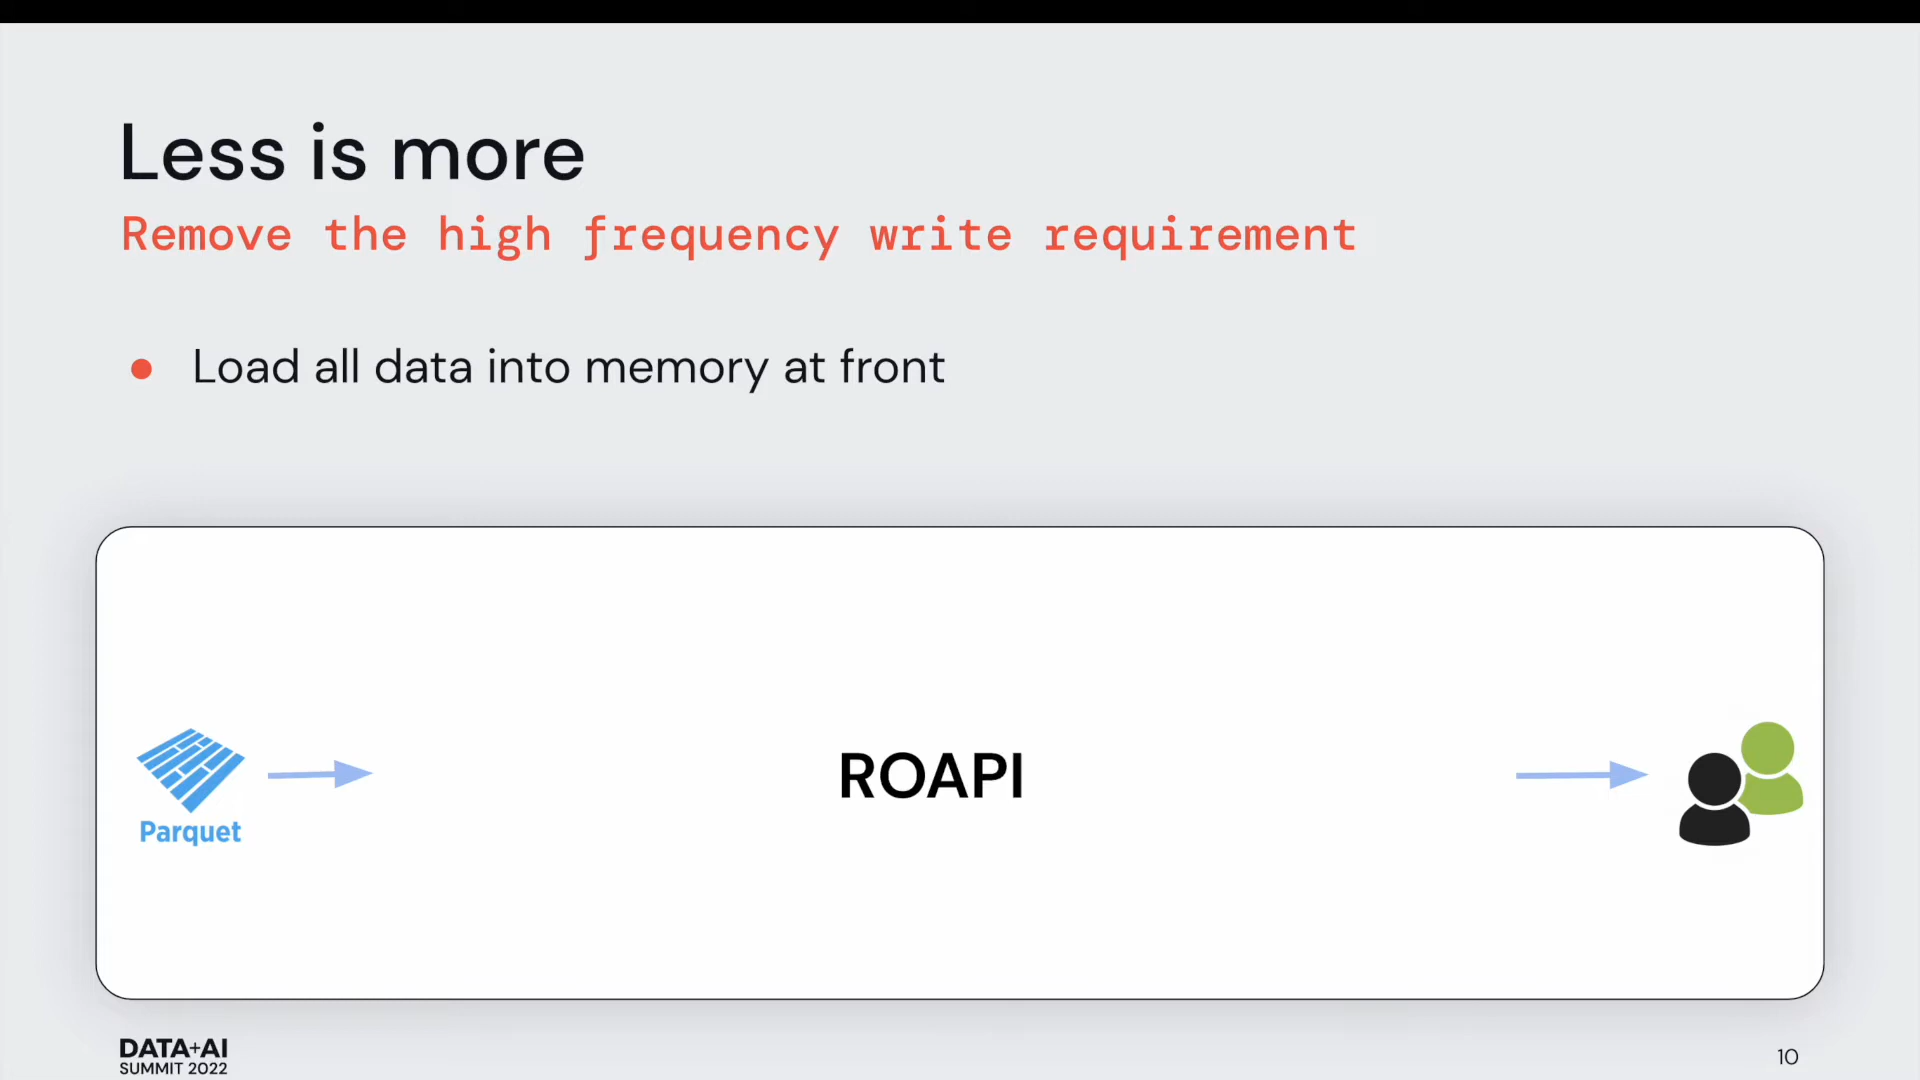 Less is more
Remove the high frequency write requirement
● Load all data into memory at front
ROAPI
Parquet
DATA+AI
SUMMIT 2022
10